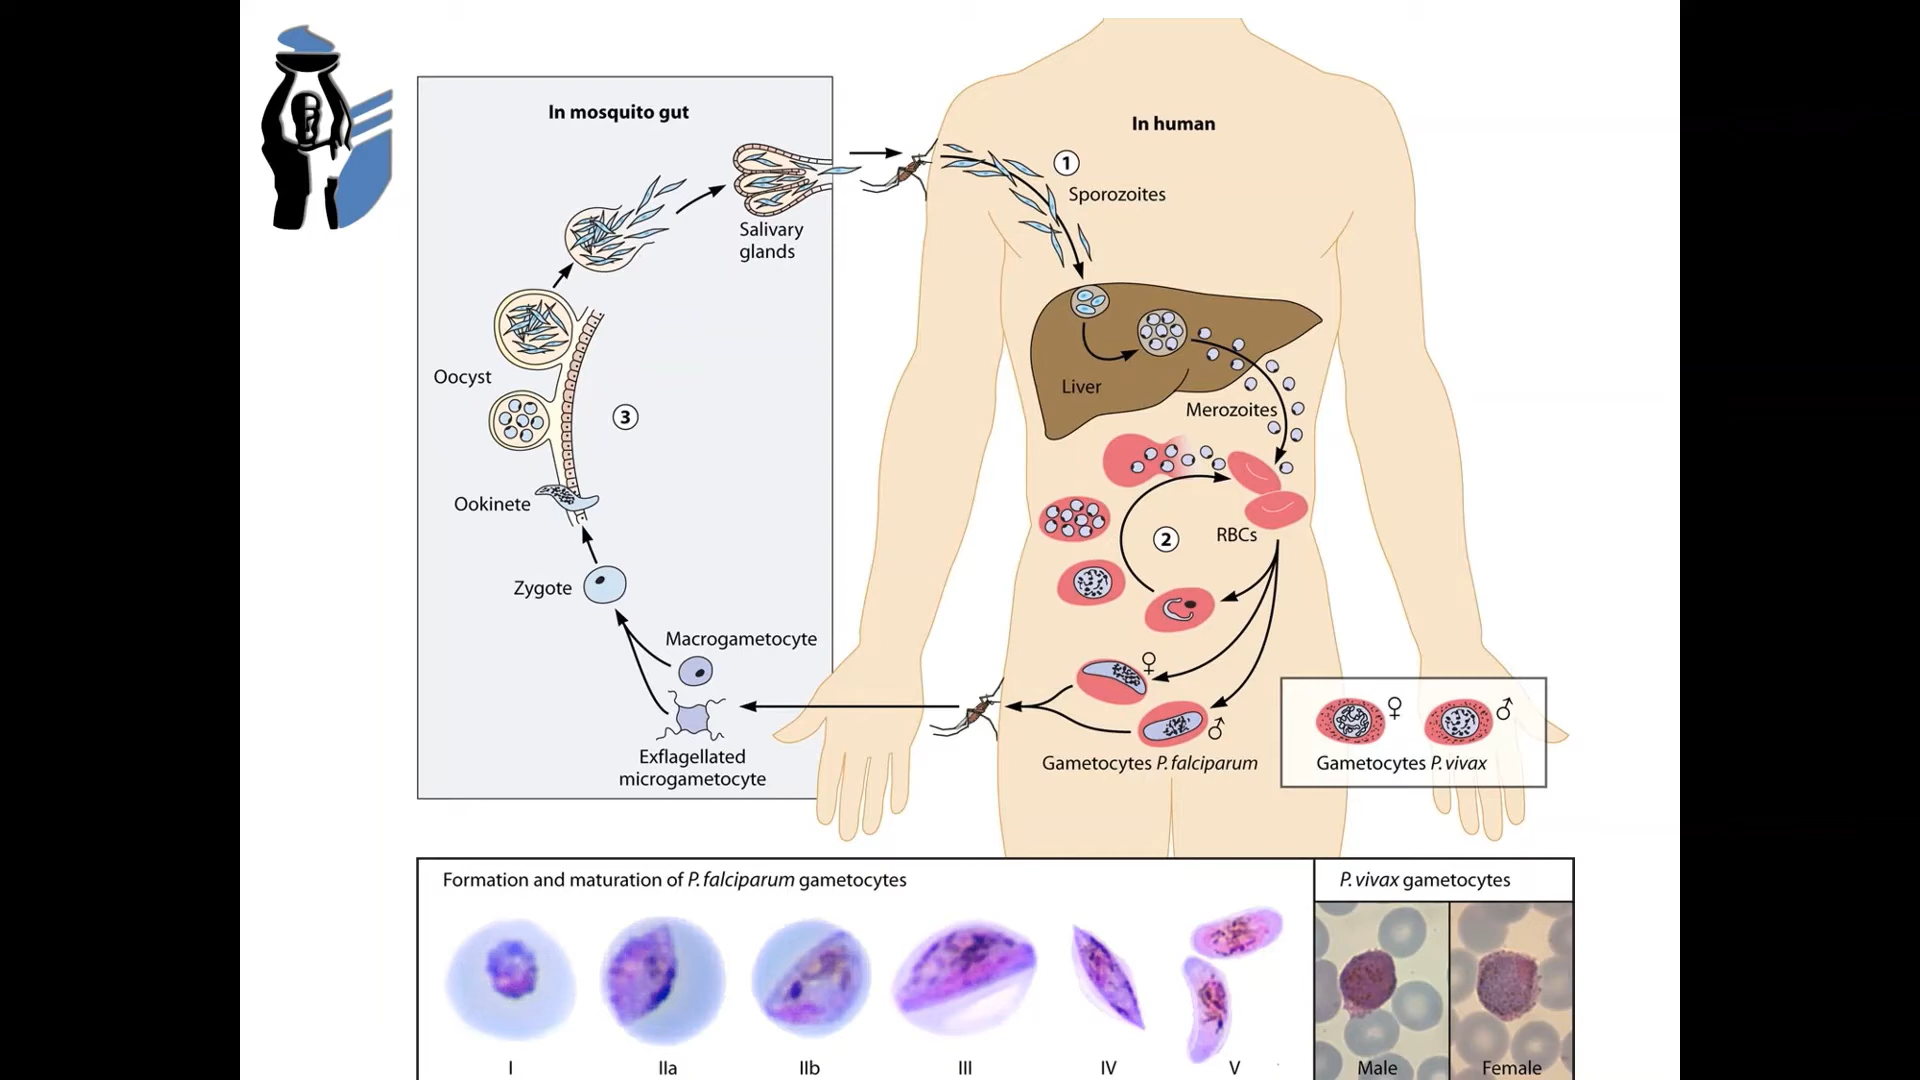 In mosquito gut
In human
1
Sporozoites
Salivary
glands
Liver
Oocyst
Merozoites
3
Ookinete
2
RBCs
Zygote
Macrogametocyte
♀
♂
♀
♂
Exflagellated
microgametocyte
Gametocytes P. falciparum
Gametocytes P. vivax
Formation and maturation of P. falciparum gametocytes
P. vivax gametocytes
I
IIa
IIb
III
IV
V
Male
Female